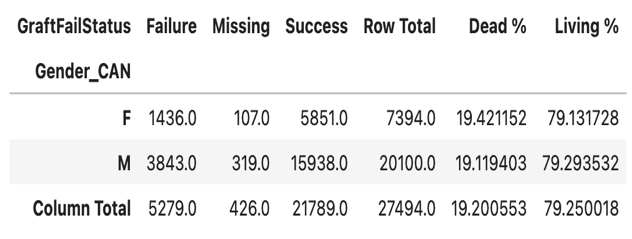 GraftFailStatus Failure Missing Success Row Total Dead % Living %
Gender_CAN
F 1436.0 107.0 5851.0 7394.0 19.421152 79.131728
M 3843.0 319.0 15938.0 20100.0 19.119403 79.293532
Column Total 5279.0 426.0 21789.0 27494.0 19.200553 79.250018